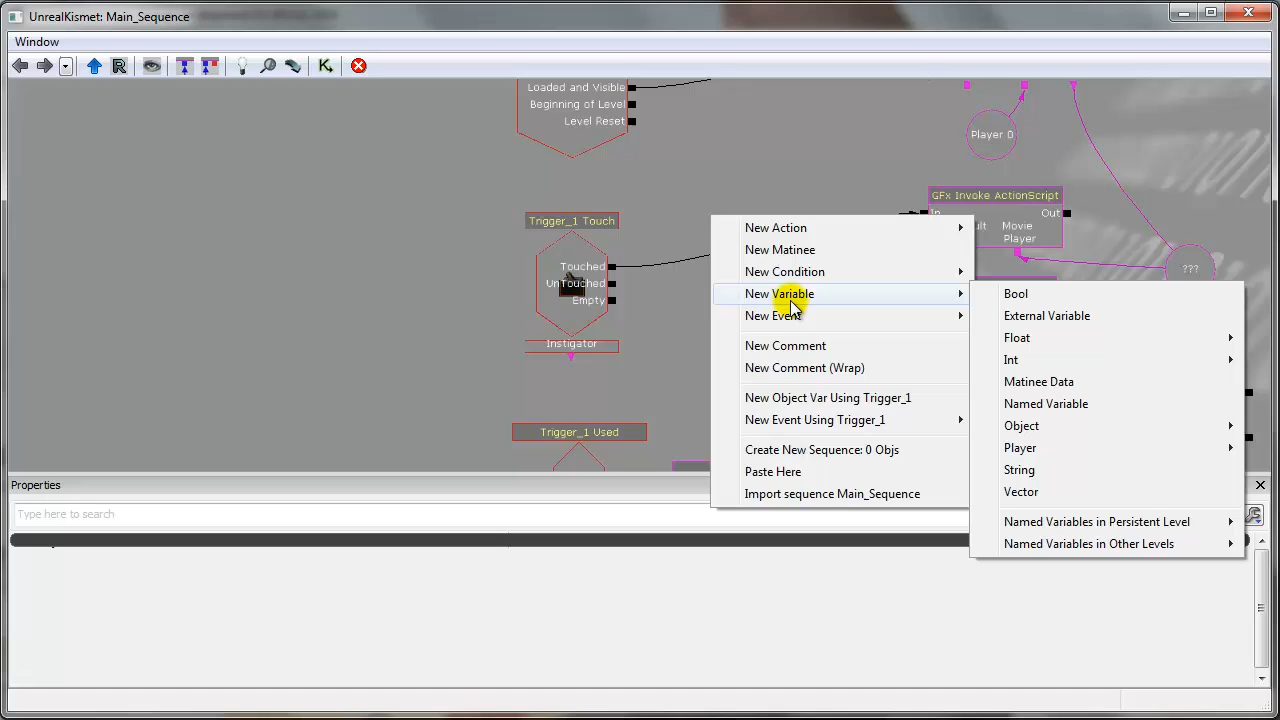 UnrealKismet: Main_Sequence
Window
Loaded and Visible
Beginning of Level
Level Reset
Player 0
GFx Invoke ActionScript
In
Out
Movie
Player
???
Trigger_1 Touch
Touched
UnTouched
Empty
Instigator
Trigger_1 Used
New Action
New Matinee
New Condition
New Variable
New Event
New Comment
New Comment (Wrap)
New Object Var Using Trigger_1
New Event Using Trigger_1
Create New Sequence: 0 Objs
Paste Here
Import sequence Main_Sequence
Bool
External Variable
Float
Int
Matinee Data
Named Variable
Object
Player
String
Vector
Named Variables in Persistent Level
Named Variables in Other Levels
Properties
Type here to search